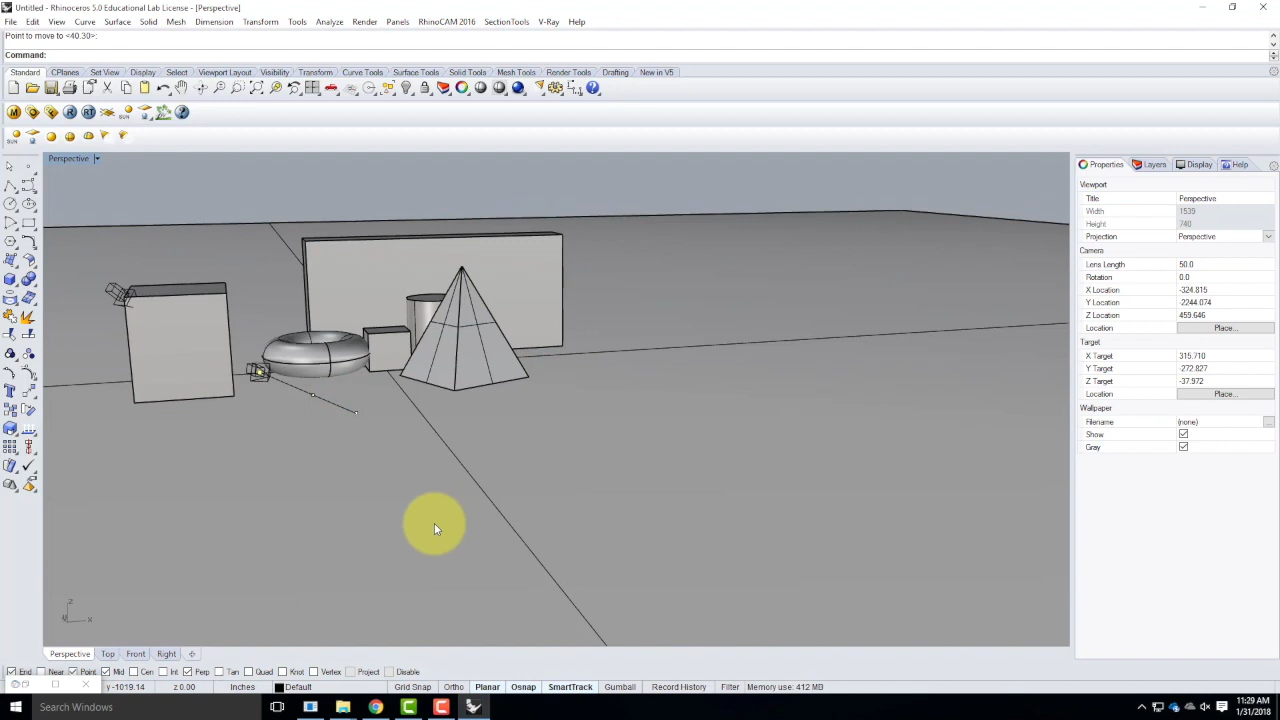 Untitled - Rhinoceros 5.0 Educational Lab License - [Perspective]
File Edit View Curve Surface Solid Mesh Dimension Transform Tools Analyze Render Panels RhinoCAM 2016 SectionTools V-Ray Help
Point to move to <40.30>:
Command:
Standard CPlanes Set View Display Select Viewport Layout Visibility Transform Curve Tools Surface Tools Solid Tools Mesh Tools Render Tools Drafting New in V5
M R RT SUN
SUN
Perspective
Properties Layers Display Help
Viewport
Title Perspective
Width 1539
Height 740
Projection Perspective
Camera
Lens Length 50.0
Rotation 0.0
X Location -324.815
Y Location -2244.074
Z Location 459.646
Location Place...
Target
X Target 315.710
Y Target -272.827
Z Target -37.972
Location Place...
Wallpaper
Filename (none) ...
Show
Gray
z
x
Perspective Top Front Right
End Near Point Mid Cen Int Perp Tan Quad Knot Vertex Project Disable
y -1019.14 z 0.00 Inches Default Grid Snap Ortho Planar Osnap SmartTrack Gumball Record History Filter Memory use: 412 MB
Search Windows
11:29 AM
1/31/2018